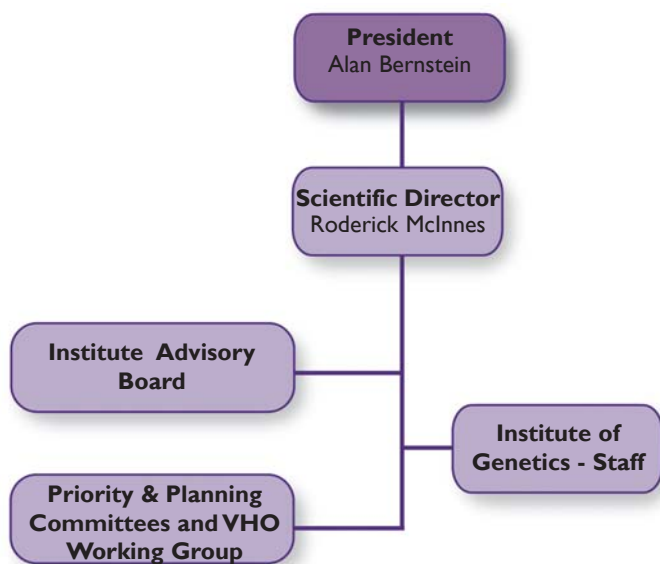 President
Alan Bernstein
Scientific Director
Roderick McInnes
Institute Advisory
Board
Institute of
Genetics - Staff
Priority & Planning
Committees and VHO
Working Group